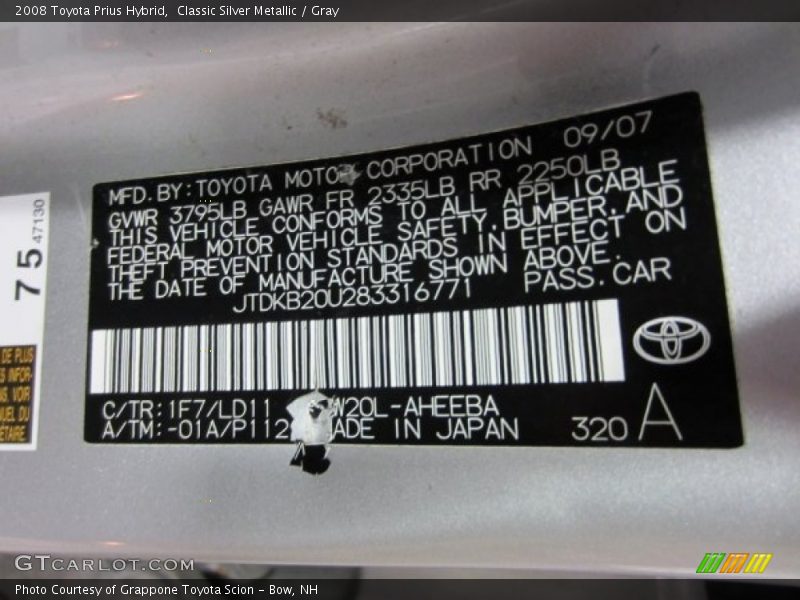 2008 Toyota Prius Hybrid,  Classic Silver Metallic / Gray
MFD.BY:TOYOTA MOTOR CORPORATION 09/07
GVWR 3795LB GAWR FR 2335LB RR 2250LB
THIS VEHICLE CONFORMS TO ALL APPLICABLE
FEDERAL MOTOR VEHICLE SAFETY,BUMPER,AND
THEFT PREVENTION STANDARDS IN EFFECT ON
THE DATE OF MANUFACTURE SHOWN ABOVE.
JTDKB20U283316771 PASS.CAR
C/TR:1F7/LD11 W20L-AHEEBA
A/TM:-01A/P112 ADE IN JAPAN 320 A
75 47130
DE PLUS
GTCARLOT.COM
Photo Courtesy of Grappone Toyota Scion - Bow, NH